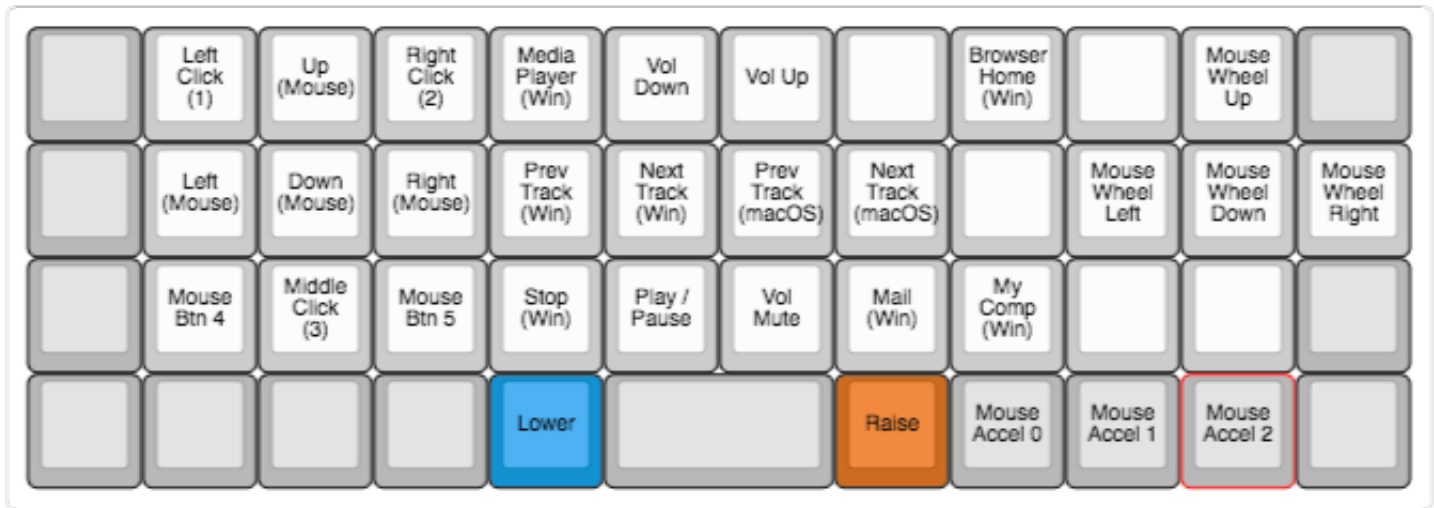 Left
Click
(1)
Up
(Mouse)
Right
Click
(2)
Media
Player
(Win)
Vol
Down
Vol Up
Browser
Home
(Win)
Mouse
Wheel
Up
Left
(Mouse)
Down
(Mouse)
Right
(Mouse)
Prev
Track
(Win)
Next
Track
(Win)
Prev
Track
(macOS)
Next
Track
(macOS)
Mouse
Wheel
Left
Mouse
Wheel
Down
Mouse
Wheel
Right
Mouse
Btn 4
Middle
Click
(3)
Mouse
Btn 5
Stop
(Win)
Play /
Pause
Vol
Mute
Mail
(Win)
My
Comp
(Win)
Lower
Raise
Mouse
Accel 0
Mouse
Accel 1
Mouse
Accel 2